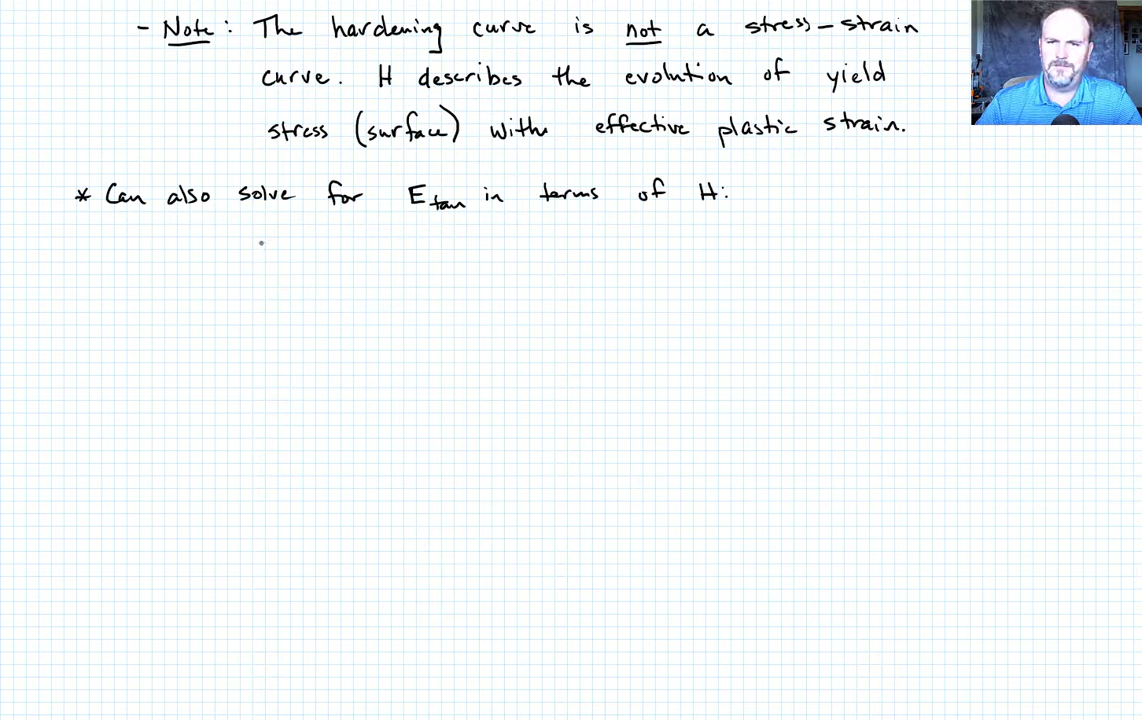 - Note: The hardening curve is not a stress-strain
curve. H describes the evolution of yield
stress (surface) with effective plastic strain.
* Can also solve for E_tan in terms of H: